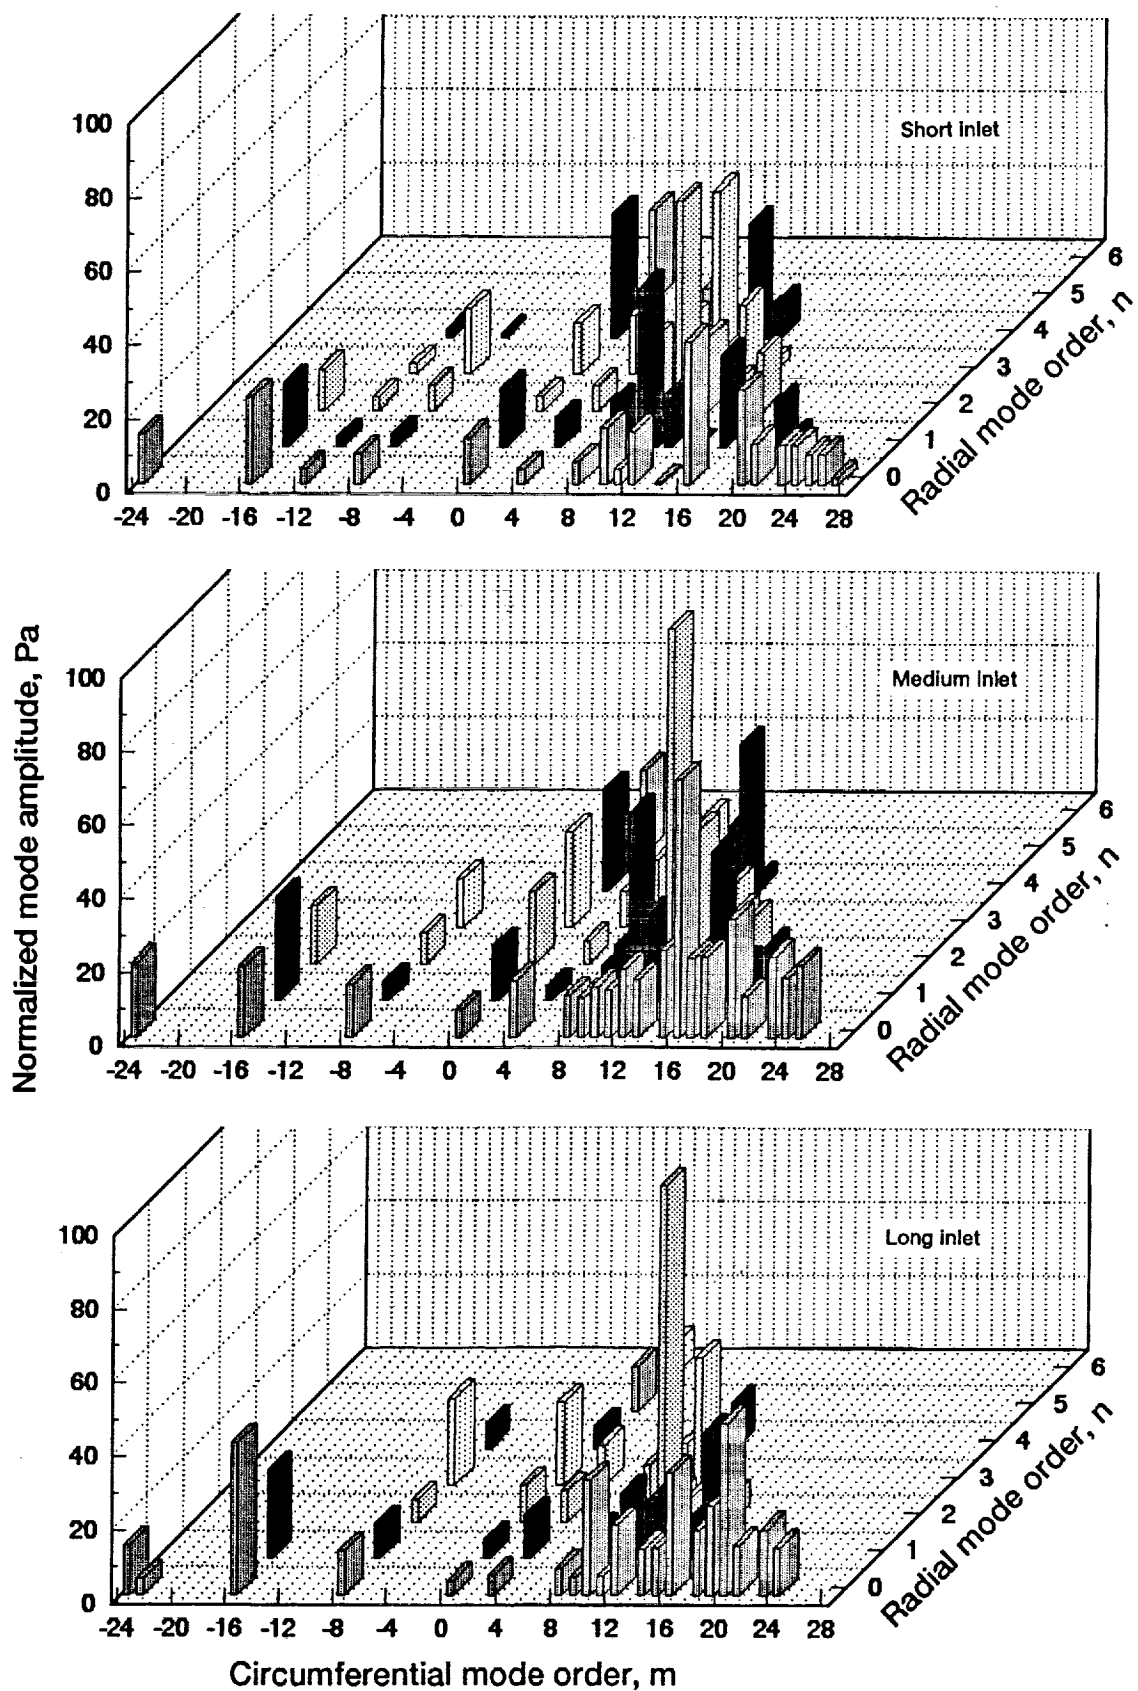 Short inlet
100
80
60
40
20
0
-24 -20 -16 -12 -8 -4 0 4 8 12 16 20 24 28
0 1 2 3 4 5 6
Radial mode order, n
Normalized mode amplitude, Pa
Medium inlet
100
80
60
40
20
0
-24 -20 -16 -12 -8 -4 0 4 8 12 16 20 24 28
0 1 2 3 4 5 6
Radial mode order, n
Long inlet
100
80
60
40
20
0
-24 -20 -16 -12 -8 -4 0 4 8 12 16 20 24 28
0 1 2 3 4 5 6
Radial mode order, n
Circumferential mode order, m